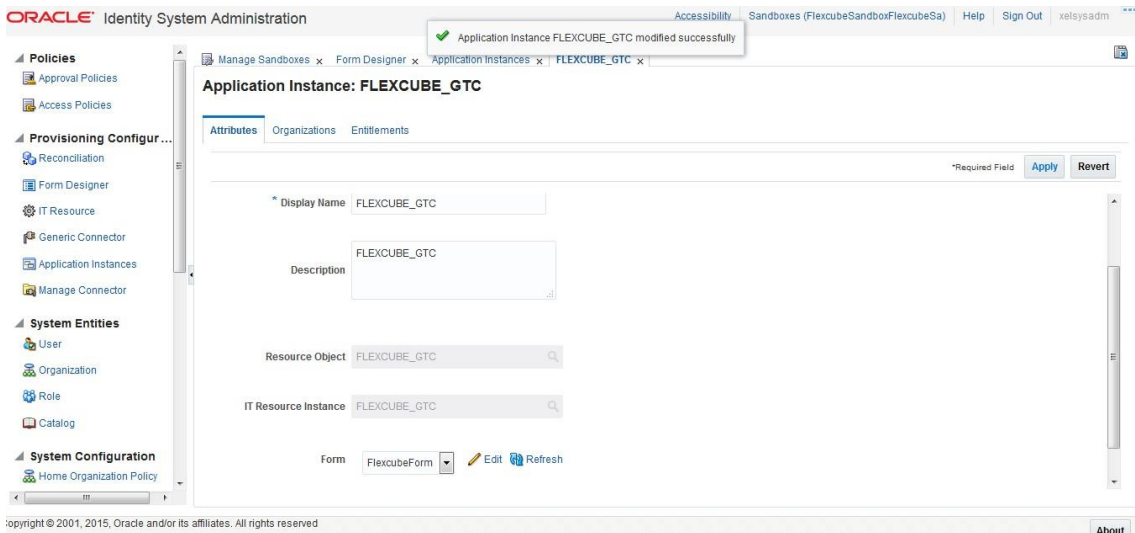 ORACLE Identity System Administration
Accessibility Sandboxes (FlexcubeSandboxFlexcubeSa) Help Sign Out xelsysadm
Application Instance FLEXCUBE_GTC modified successfully
Policies
Approval Policies
Access Policies
Provisioning Configur...
Reconciliation
Form Designer
IT Resource
Generic Connector
Application Instances
Manage Connector
System Entities
User
Organization
Role
Catalog
System Configuration
Home Organization Policy
Manage Sandboxes x Form Designer x Application Instances x FLEXCUBE_GTC x
Application Instance: FLEXCUBE_GTC
Attributes Organizations Entitlements
*Required Field Apply Revert
* Display Name FLEXCUBE_GTC
Description FLEXCUBE_GTC
Resource Object FLEXCUBE_GTC
IT Resource Instance FLEXCUBE_GTC
Form FlexcubeForm Edit Refresh
opyright © 2001, 2015, Oracle and/or its affiliates. All rights reserved
About